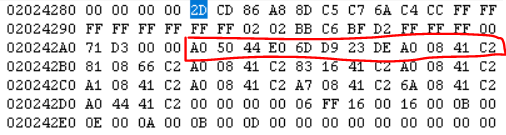 02024280 00 00 00 00 2D CD 86 A8 8D C5 C7 6A C4 CC FF FF
02024290 FF FF FF FF FF FF 02 02 BB C6 BF D2 FF FF FF 00
020242A0 71 D3 00 00 A0 50 44 E0 6D D9 23 DE A0 08 41 C2
020242B0 81 08 66 C2 A0 08 41 C2 83 16 41 C2 A0 08 41 C2
020242C0 A1 08 41 C2 A0 08 41 C2 A7 08 41 C2 6A 08 41 C2
020242D0 A0 44 41 C2 00 00 00 00 06 FF 16 00 16 00 0B 00
020242E0 0E 00 0A 00 0B 00 0D 00 00 00 00 00 00 00 00 00